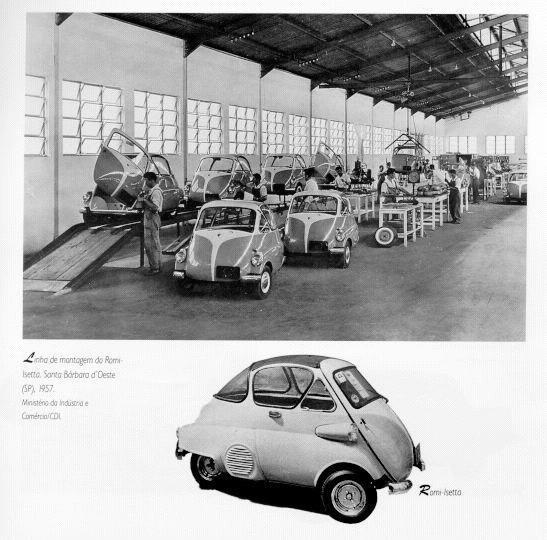 Linha de montagem do Romi-
Isetta. Santa Bárbara d'Oeste
(SP), 1957.
Ministério da Indústria e
Comércio/CDI.
Romi-Isetta